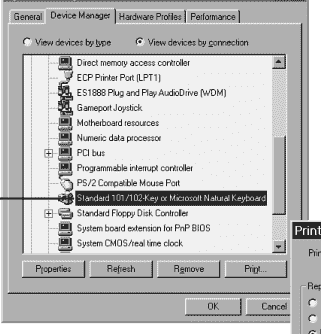 General Device Manager Hardware Profiles Performance
View devices by type View devices by connection
Direct memory access controller
ECP Printer Port (LPT1)
ES1888 Plug and Play AudioDrive (WDM)
Gameport Joystick
Motherboard resources
Numeric data processor
PCI bus
Programmable interrupt controller
PS/2 Compatible Mouse Port
Standard 101/102-Key or Microsoft Natural Keyboard
Standard Floppy Disk Controller
System board extension for PnP BIOS
System CMOS/real time clock
Print
Prin
Properties Refresh Remove Print...
Rep
OK Cancel